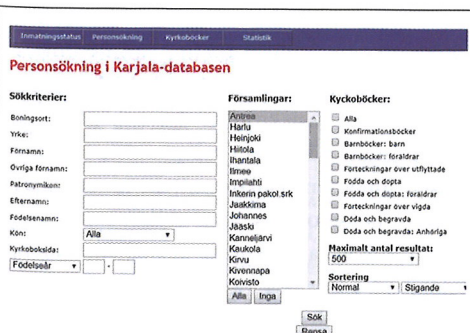 Inmatningsstatus Personsökning Kyrkoböcker Statistik
Personsökning i Karjala-databasen
Sökkriterier:
Boningsort:
Yrke:
Förnamn:
Övriga förnamn:
Patronymikon:
Efternamn:
Födelsenamn:
Kön: Alla
Kyrkoboksida:
Födelseår -
Församlingar:
Antrea
Harlu
Heinjoki
Hiitola
Ihantala
Ilmee
Impilahti
Inkerin pakol.srk
Jaakkima
Johannes
Jääski
Kanneljärvi
Kaukola
Kirvu
Kivennapa
Koivisto
Alla Inga
Kyckoböcker:
Alla
Konfirmationsböcker
Barnböcker: barn
Barnböcker: föräldrar
Förteckningar över utflyttade
Födda och döpta
Födda och döpta: föräldrar
Förteckningar över vigda
Döda och begravda
Döda och begravda: Anhöriga
Maximalt antal resultat:
500
Sortering
Normal Stigande
Sök
Rensa